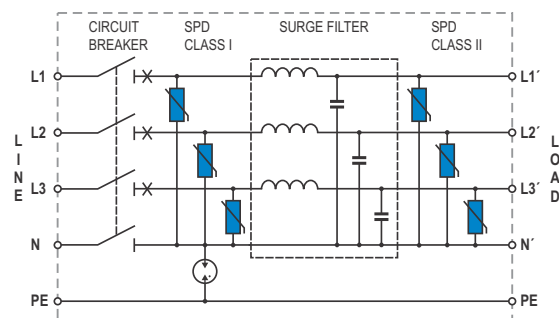 CIRCUIT
BREAKER
SPD
CLASS I
SURGE FILTER
SPD
CLASS II
L1
L1´
L2
L2´
L3
L3´
N
N´
PE
PE
LINE
LOAD